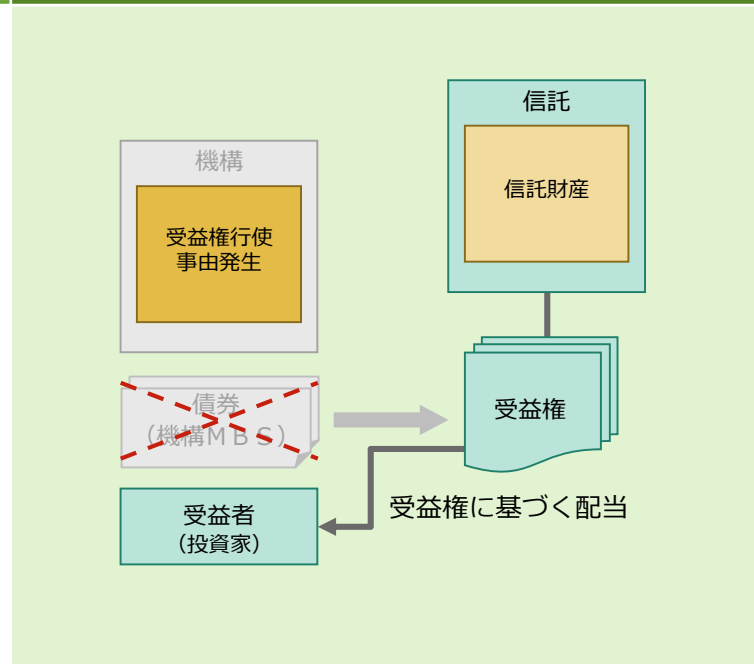 信託
信託財産
機構
受益権行使
事由発生
債券
（機構ＭＢＳ）
受益権
受益権に基づく配当
受益者
（投資家）